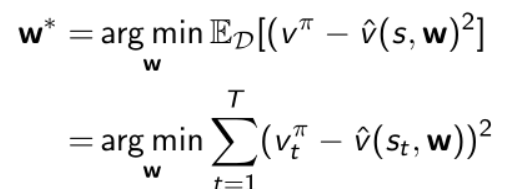 w* = arg min_w 𝔼_𝒟[(v^π − v̂(s, w)^2]
= arg min_w ∑_{t=1}^{T} (v_t^π − v̂(s_t, w))^2